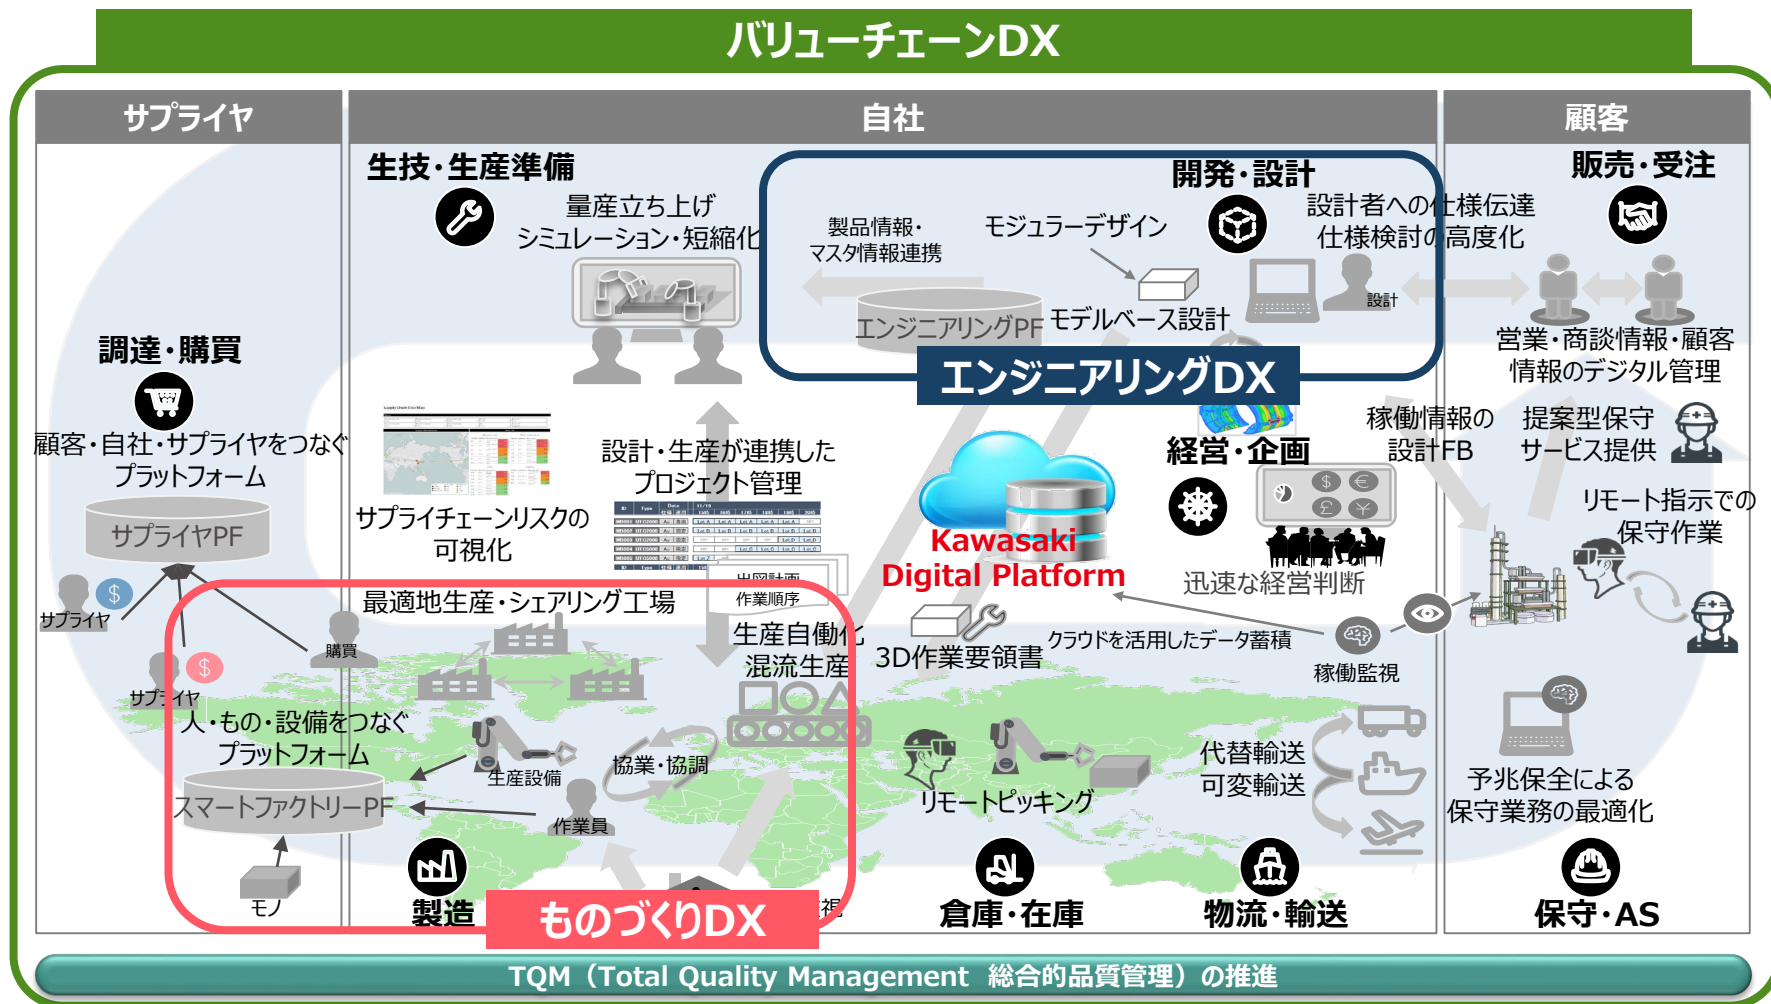 バリューチェーンDX
サプライヤ
自社
顧客
生技・生産準備
量産立ち上げ
シミュレーション・短縮化
製品情報・
マスタ情報連携
モジュラーデザイン
開発・設計
設計者への仕様伝達
仕様検討の高度化
設計
エンジニアリングPF
モデルベース設計
エンジニアリングDX
販売・受注
営業・商談情報・顧客
情報のデジタル管理
調達・購買
顧客・自社・サプライヤをつなぐ
プラットフォーム
サプライヤPF
サプライヤ
サプライヤ
購買
サプライチェーンリスクの
可視化
設計・生産が連携した
プロジェクト管理
作業順序
Kawasaki
Digital Platform
経営・企画
迅速な経営判断
稼働情報の
設計FB
提案型保守
サービス提供
リモート指示での
保守作業
最適地生産・シェアリング工場
生産自働化
混流生産
3D作業要領書
クラウドを活用したデータ蓄積
稼働監視
人・もの・設備をつなぐ
プラットフォーム
スマートファクトリーPF
生産設備
協業・協調
作業員
モノ
製造
ものづくりDX
リモートピッキング
倉庫・在庫
代替輸送
可変輸送
物流・輸送
予兆保全による
保守業務の最適化
保守・AS
TQM（Total Quality Management 総合的品質管理）の推進